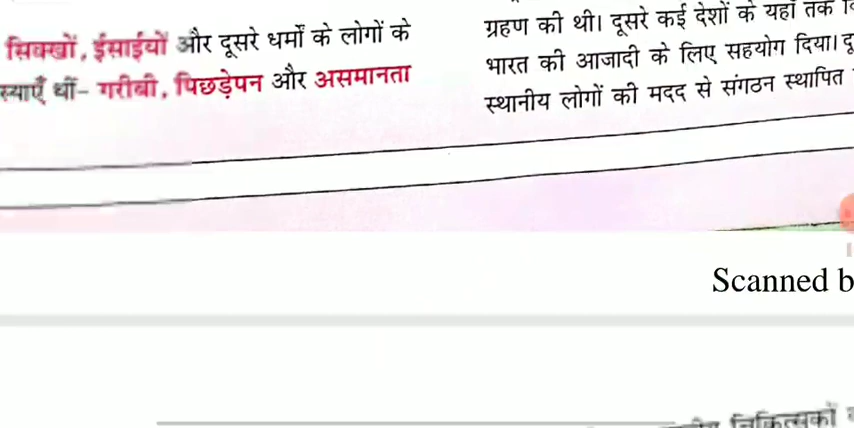 सिक्खों, ईसाईयों और दूसरे धर्मों के लोगों के
स्याएँ थीं- गरीबी, पिछड़ेपन और असमानता
ग्रहण की थी। दूसरे कई देशों के यहाँ तक
भारत की आजादी के लिए सहयोग दिया।
स्थानीय लोगों की मदद से संगठन स्थापित
Scanned b
चिकित्सकों